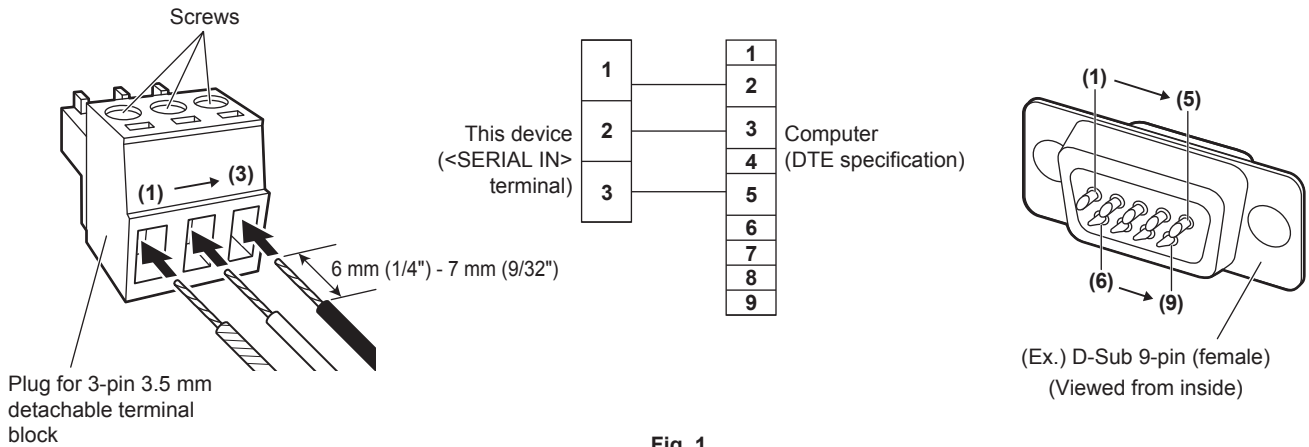 Screws
(1) → (3)
6 mm (1/4") - 7 mm (9/32")
Plug for 3-pin 3.5 mm
detachable terminal
block
This device
(<SERIAL IN>
terminal)
1
2
3
1
2
3
4
5
6
7
8
9
Computer
(DTE specification)
(1) → (5)
(6) → (9)
(Ex.) D-Sub 9-pin (female)
(Viewed from inside)
Fig. 1